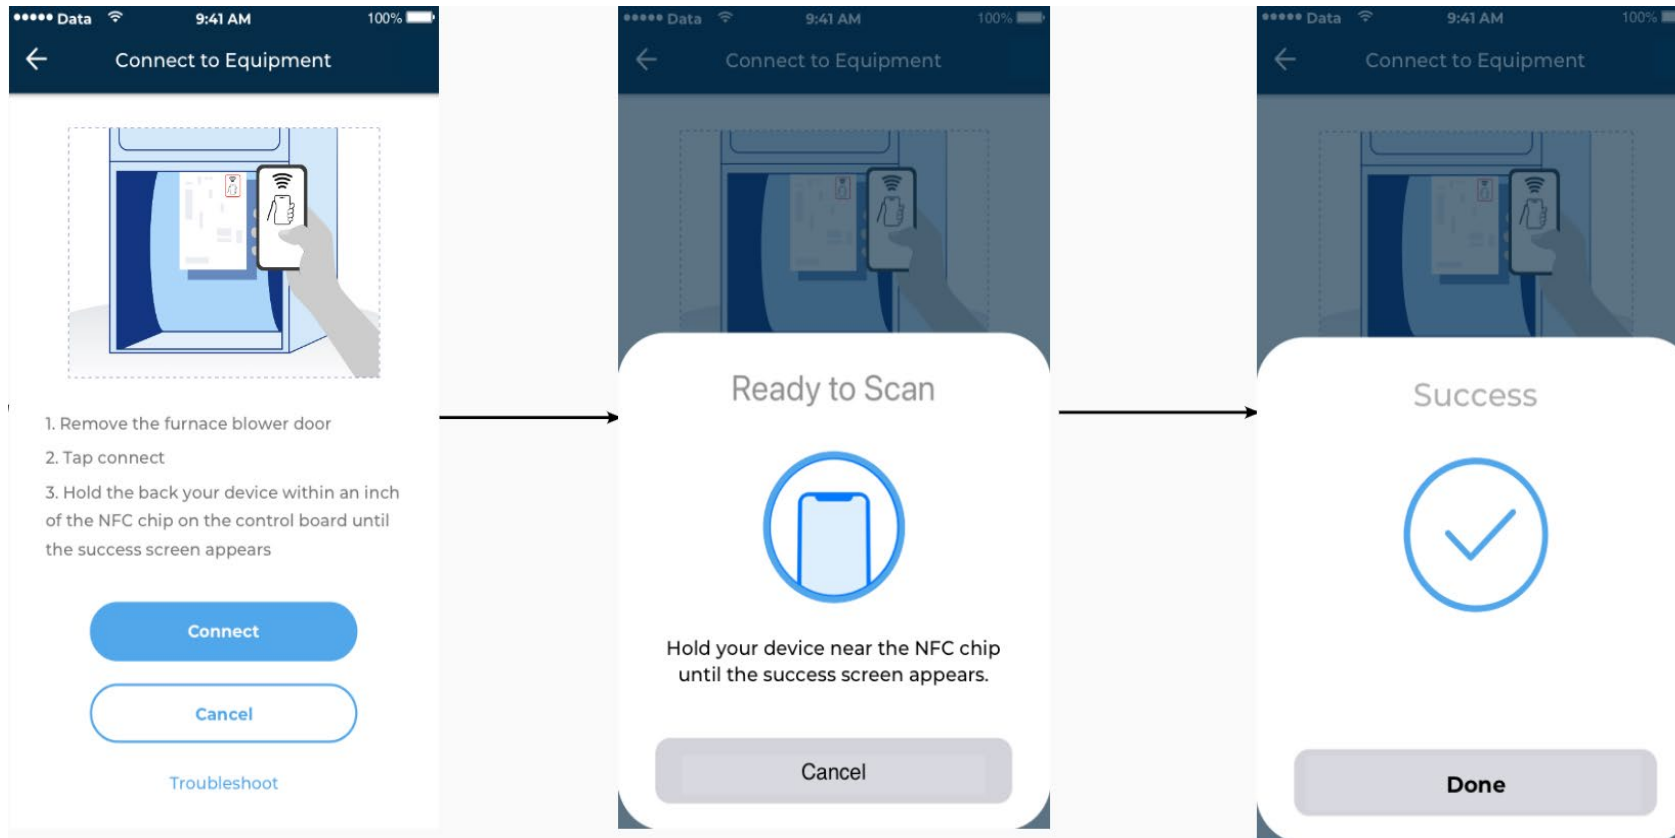 Data 9:41 AM 100%
Connect to Equipment
1. Remove the furnace blower door
2. Tap connect
3. Hold the back your device within an inch
of the NFC chip on the control board until
the success screen appears
Connect
Cancel
Troubleshoot
Data 9:41 AM 100%
Connect to Equipment
Ready to Scan
Hold your device near the NFC chip
until the success screen appears.
Cancel
Data 9:41 AM 100%
Connect to Equipment
Success
Done